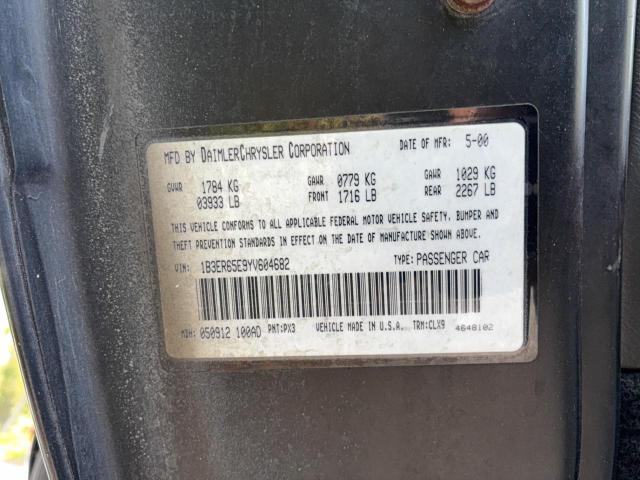 MFD BY DAIMLERCHRYSLER CORPORATION DATE OF MFR: 5-00
GVWR 1784 KG GAWR 0779 KG GAWR 1029 KG
03933 LB FRONT 1716 LB REAR 2267 LB
THIS VEHICLE CONFORMS TO ALL APPLICABLE FEDERAL MOTOR VEHICLE SAFETY, BUMPER AND
THEFT PREVENTION STANDARDS IN EFFECT ON THE DATE OF MANUFACTURE SHOWN ABOVE.
VIN: 1B3ER65E9YV604682 TYPE: PASSENGER CAR
MDH: 050912 100AD PNT:PX3 VEHICLE MADE IN U.S.A. TRM:CLX9 4648102